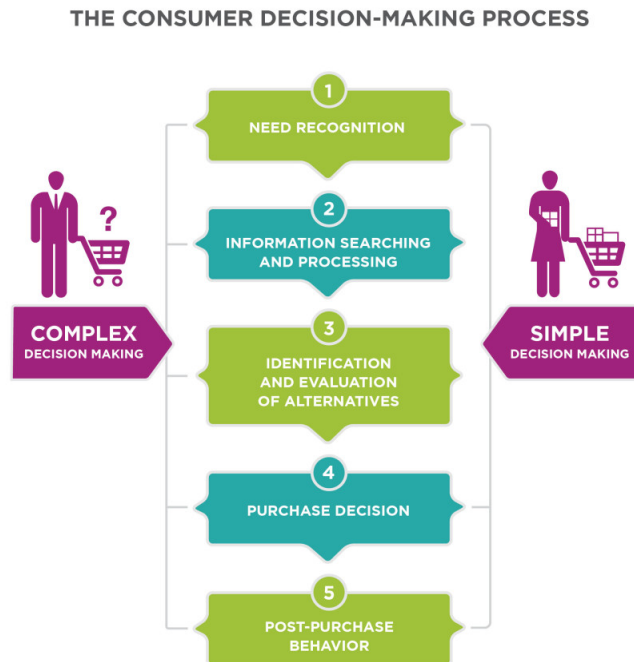 THE CONSUMER DECISION-MAKING PROCESS
1
NEED RECOGNITION
2
INFORMATION SEARCHING
AND PROCESSING
?
COMPLEX
DECISION MAKING
3
IDENTIFICATION
AND EVALUATION
OF ALTERNATIVES
SIMPLE
DECISION MAKING
4
PURCHASE DECISION
5
POST-PURCHASE
BEHAVIOR